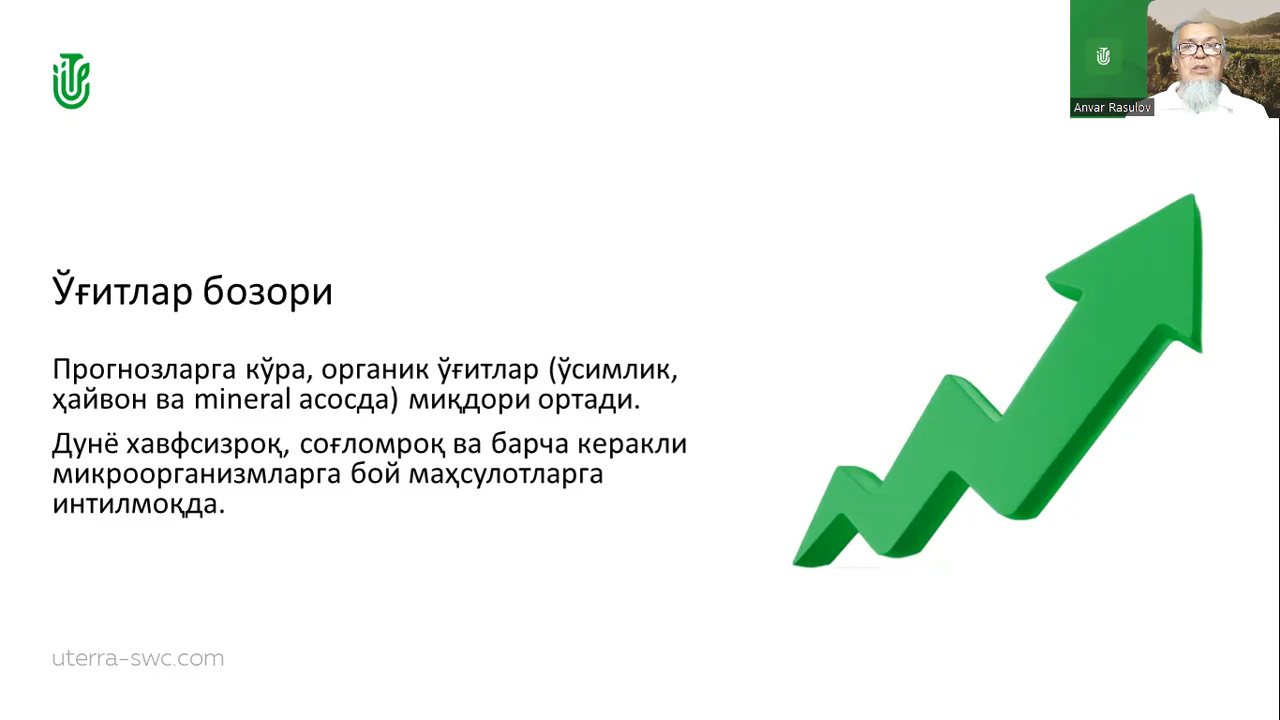 Anvar Rasulov
Ўғитлар бозори
Прогнозларга кўра, органик ўғитлар (ўсимлик,
ҳайвон ва mineral асосда) миқдори ортади.
Дунё хавфсизроқ, соғломроқ ва барча керакли
микроорганизмларга бой маҳсулотларга
интилмоқда.
uterra-swc.com